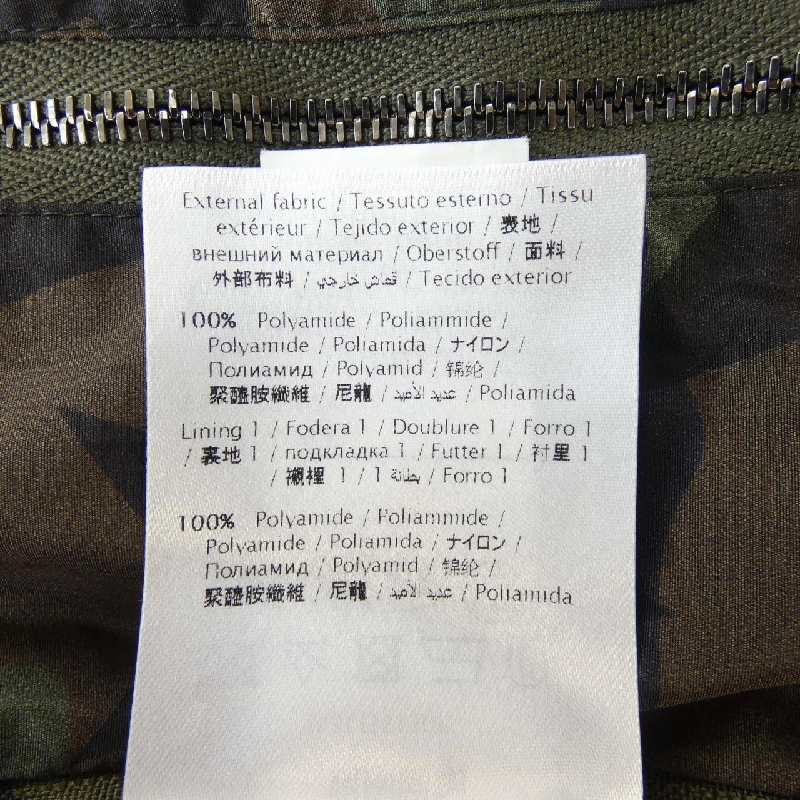 External fabric / Tessuto esterno / Tissu
extérieur / Tejido exterior / 表地 /
внешний материал / Oberstoff / 面料 /
外部布料 / قماش خارجي / Tecido exterior
100% Polyamide / Poliammide /
Polyamide / Poliamida / ナイロン /
Полиамид / Polyamid / 锦纶 /
聚醯胺纖維 / 尼龍 / عديد الأميد / Poliamida
Lining 1 / Fodera 1 / Doublure 1 / Forro 1
/ 裏地 1 / подкладка 1 / Futter 1 / 衬里 1
/ 襯裡 1 / 1 بطانة / Forro 1
100% Polyamide / Poliammide /
Polyamide / Poliamida / ナイロン /
Полиамид / Polyamid / 锦纶 /
聚醯胺纖維 / 尼龍 / عديد الأميد / Poliamida